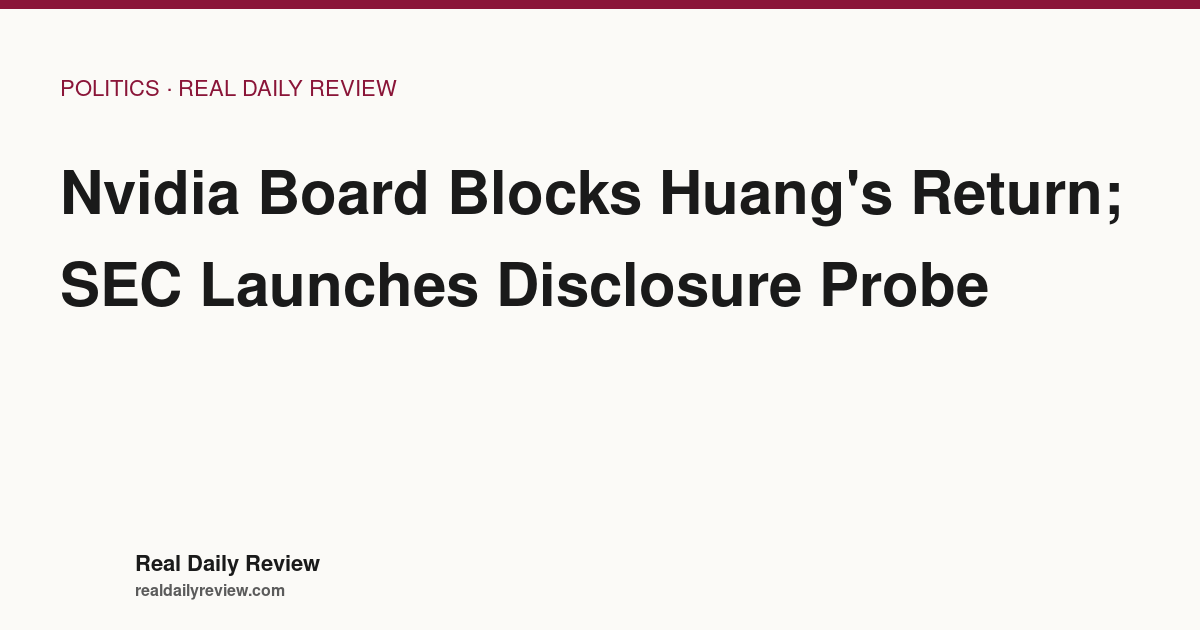 POLITICS · REAL DAILY REVIEW
Nvidia Board Blocks Huang's Return;
SEC Launches Disclosure Probe
Real Daily Review
realdailyreview.com